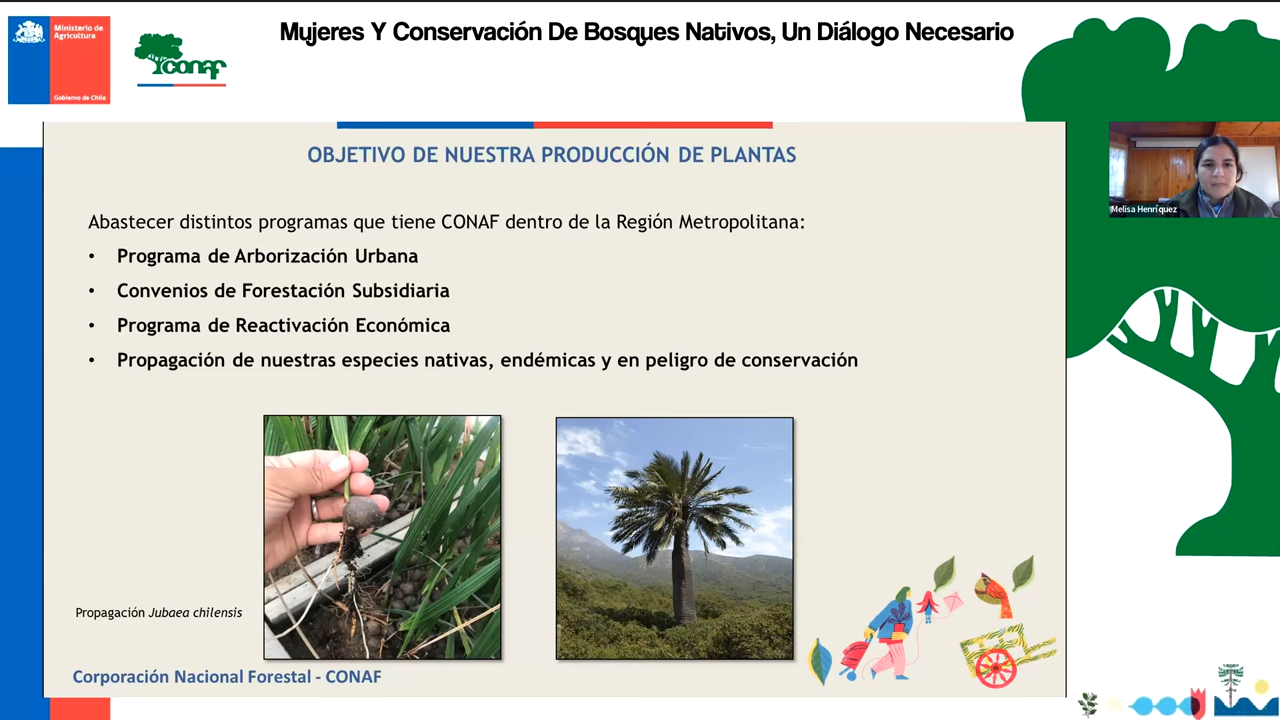 Ministerio de
Agricultura
Gobierno de Chile
conaf
Mujeres Y Conservación De Bosques Nativos, Un Diálogo Necesario
OBJETIVO DE NUESTRA PRODUCCIÓN DE PLANTAS
Melisa Henríquez
Abastecer distintos programas que tiene CONAF dentro de la Región Metropolitana:
• Programa de Arborización Urbana
• Convenios de Forestación Subsidiaria
• Programa de Reactivación Económica
• Propagación de nuestras especies nativas, endémicas y en peligro de conservación
Propagación Jubaea chilensis
Corporación Nacional Forestal - CONAF